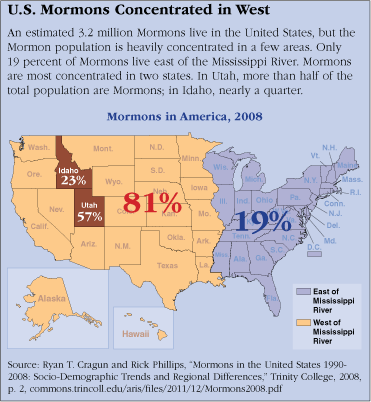 U.S. Mormons Concentrated in West
An estimated 3.2 million Mormons live in the United States, but the
Mormon population is heavily concentrated in a few areas. Only
19 percent of Mormons live east of the Mississippi River. Mormons
are most concentrated in two states. In Utah, more than half of the
total population are Mormons; in Idaho, nearly a quarter.
Mormons in America, 2008
Wash.
Mont.
N.D.
Minn.
Ore.
Idaho
23%
Wyo.
S.D.
Wis.
Mich.
N.Y.
Vt.
N.H.
Maine
Mass.
R.I.
Conn.
N.J.
Del.
Md.
D.C.
Nev.
Utah
57%
Neb.
Iowa
81%
Kan.
Mo.
Ill.
Ind.
Ohio
Pa.
19%
Calif.
Ariz.
N.M.
Okla.
Ark.
Tenn.
N.C.
S.C.
Texas
La.
Ala.
Ga.
Fla.
Alaska
Hawaii
East of
Mississippi
River
West of
Mississippi
River
Source: Ryan T. Cragun and Rick Phillips, “Mormons in the United States 1990-
2008: Socio-Demographic Trends and Regional Differences,” Trinity College, 2008,
p. 2, commons.trincoll.edu/aris/files/2011/12/Mormons2008.pdf